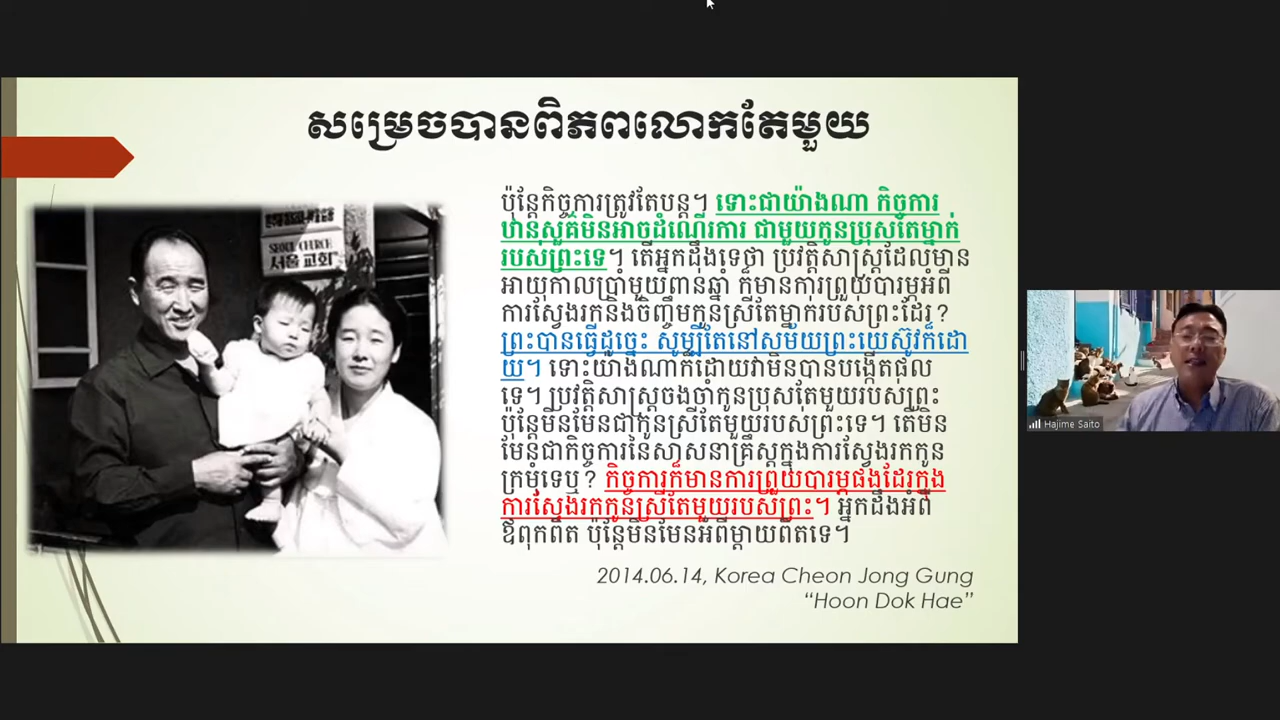 សម្រេចបានពិភពលោកតែមួយ
SEOUL CHURCH
서울 교회
ប៉ុន្តែកិច្ចការត្រូវតែបន្ត។ ទោះជាយ៉ាងណា កិច្ចការ
ឋានសួគ៌មិនអាចដំណើរការ ជាមួយកូនប្រុសតែម្នាក់
របស់ព្រះទេ។ តើអ្នកដឹងទេថា ប្រវត្តិសាស្ត្រដែលមាន
អាយុកាលប្រាំមួយពាន់ឆ្នាំ ក៏មានការព្រួយបារម្ភអំពី
ការស្វែងរកនិងចិញ្ចឹមកូនស្រីតែម្នាក់របស់ព្រះដែរ?
ព្រះបានធ្វើដូច្នេះ សូម្បីតែនៅសម័យព្រះយេស៊ូវក៏ដោ
យ។ ទោះយ៉ាងណាក៏ដោយវាមិនបានបង្កើតផល
ទេ។ ប្រវត្តិសាស្ត្រចងចាំកូនប្រុសតែមួយរបស់ព្រះ
ប៉ុន្តែមិនមែនជាកូនស្រីតែមួយរបស់ព្រះទេ។ តើមិន
មែនជាកិច្ចការនៃសាសនាគ្រឹស្តក្នុងការស្វែងរកកូន
ក្រមុំទេឬ? កិច្ចការក៏មានការព្រួយបារម្ភផងដែរក្នុង
ការស្វែងរកកូនស្រីតែមួយរបស់ព្រះ។ អ្នកដឹងអំពី
ឪពុកពិត ប៉ុន្តែមិនមែនអំពីម្តាយពិតទេ។
2014.06.14, Korea Cheon Jong Gung
“Hoon Dok Hae”
Hajime Saito